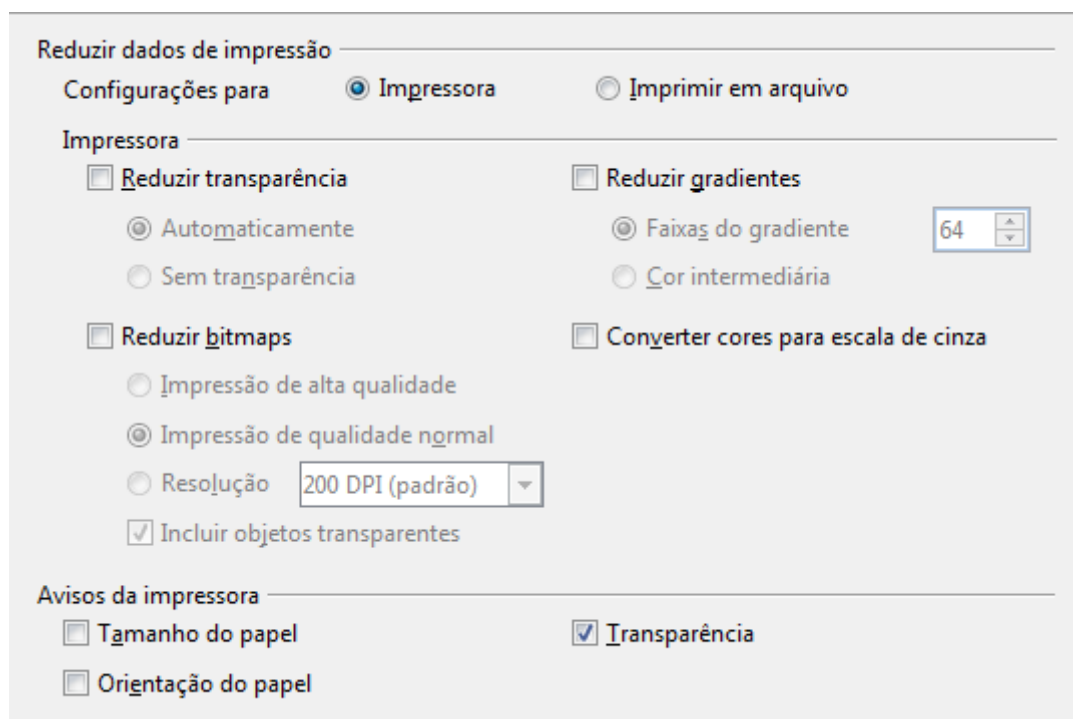 Reduzir dados de impressão
Configurações para Impressora Imprimir em arquivo
Impressora
Reduzir transparência Reduzir gradientes
Automaticamente Faixas do gradiente 64
Sem transparência Cor intermediária
Reduzir bitmaps Converter cores para escala de cinza
Impressão de alta qualidade
Impressão de qualidade normal
Resolução 200 DPI (padrão)
Incluir objetos transparentes
Avisos da impressora
Tamanho do papel Transparência
Orientação do papel